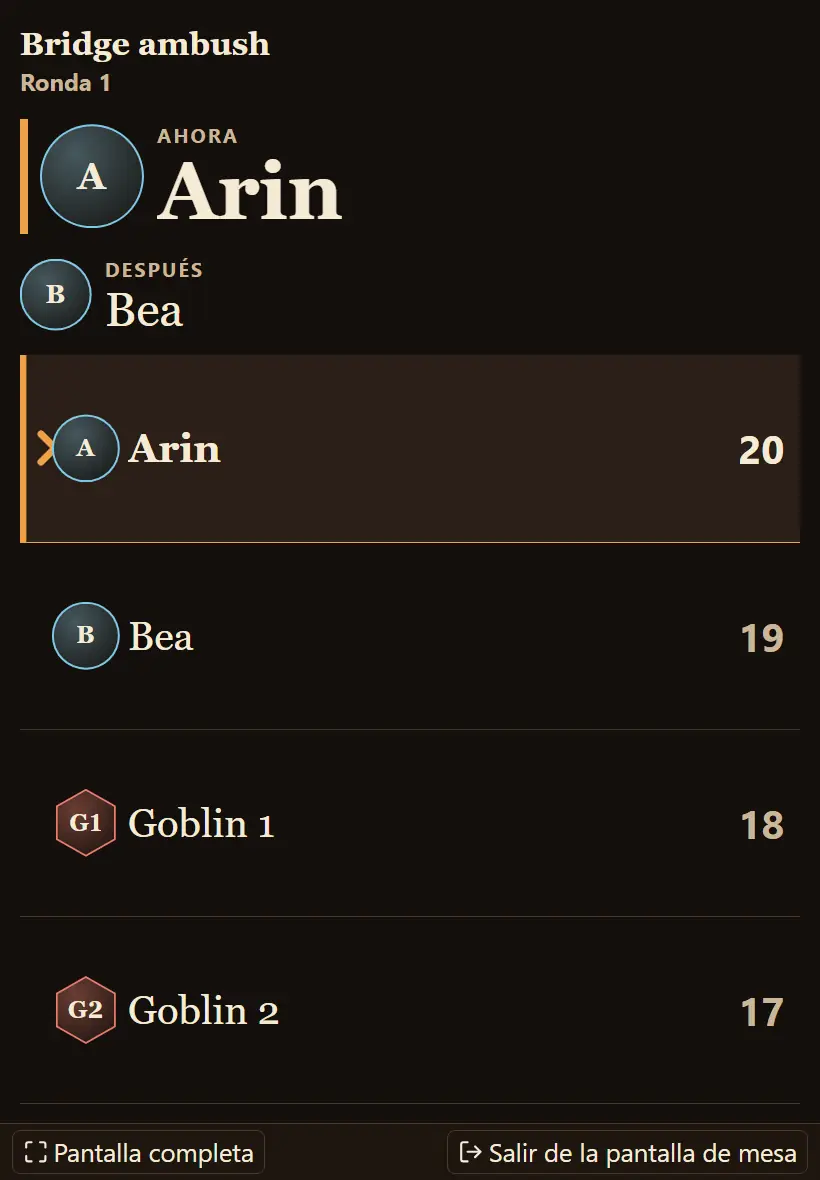 Bridge ambush
Ronda 1
A
AHORA
Arin
B
DESPUÉS
Bea
A Arin 20
B Bea 19
G1 Goblin 1 18
G2 Goblin 2 17
Pantalla completa
Salir de la pantalla de mesa